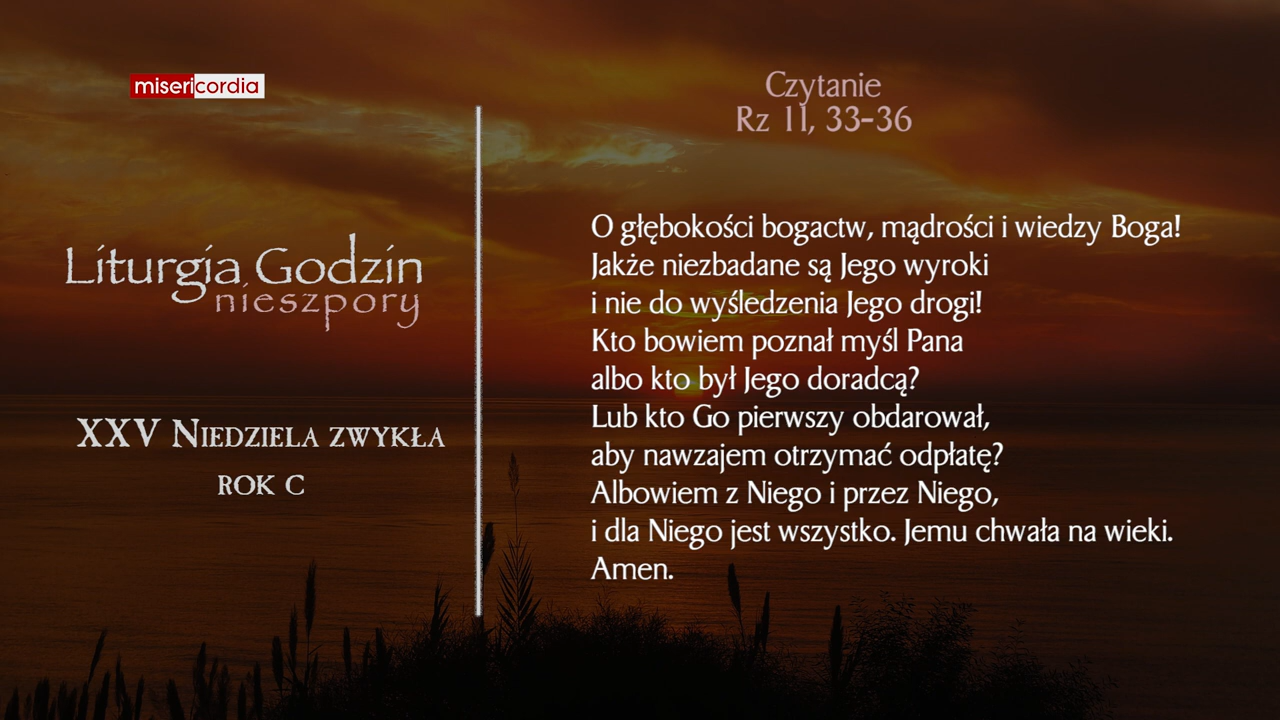 misericordia
Liturgia Godzin
nieszpory
XXV Niedziela zwykła
rok C
Czytanie
Rz 11, 33-36
O głębokości bogactw, mądrości i wiedzy Boga!
Jakże niezbadane są Jego wyroki
i nie do wyśledzenia Jego drogi!
Kto bowiem poznał myśl Pana
albo kto był Jego doradcą?
Lub kto Go pierwszy obdarował,
aby nawzajem otrzymać odpłatę?
Albowiem z Niego i przez Niego,
i dla Niego jest wszystko. Jemu chwała na wieki.
Amen.